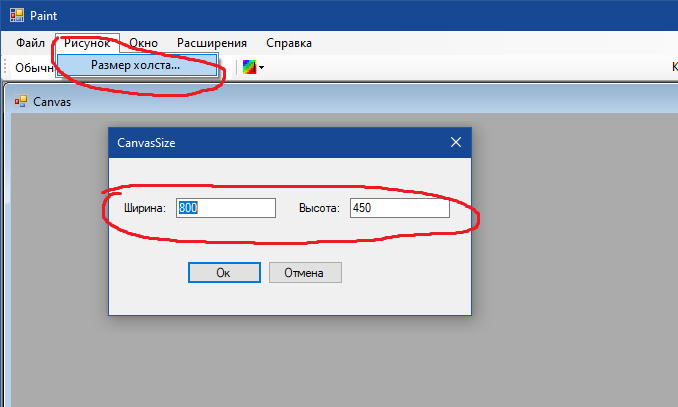 Paint
Файл Рисунок Окно Расширения Справка
Обычн Размер холста... К
Canvas
CanvasSize
Ширина: 800 Высота: 450
Ок Отмена